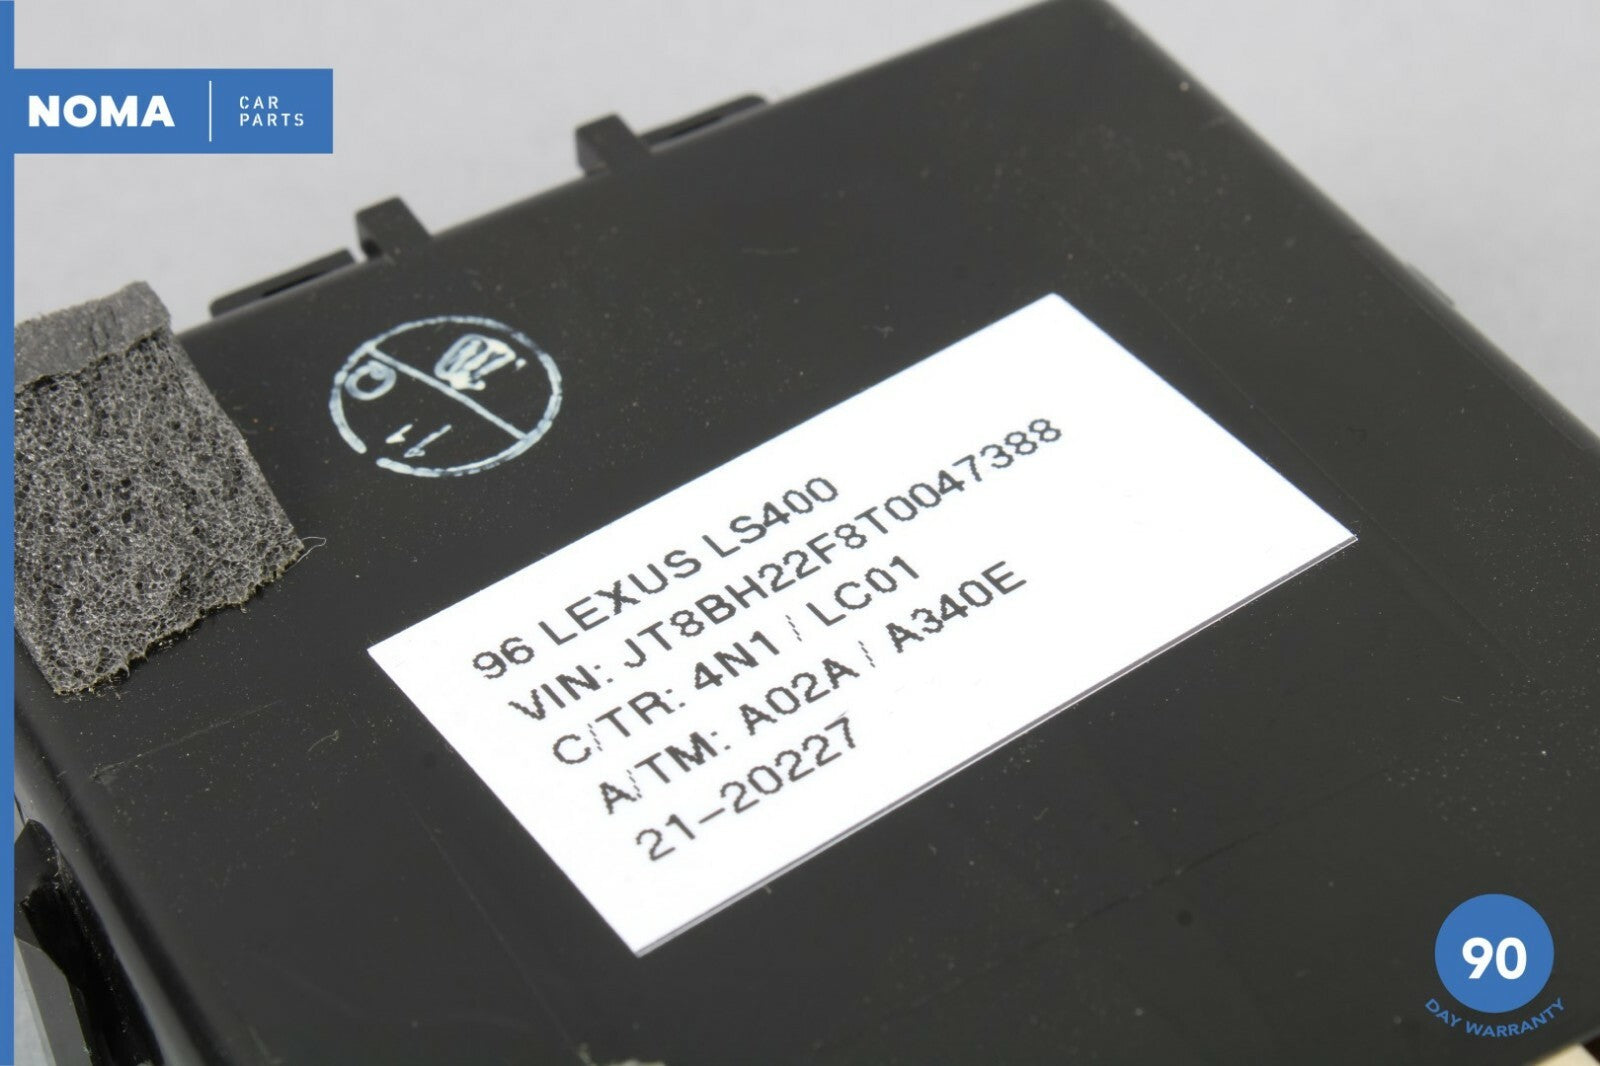 NOMA
CAR
PARTS
96 LEXUS LS400
VIN: JT8BH22F8T0047388
C/TR: 4N1 / LC01
A/TM: A02A / A340E
21-20227
90
DAY WARRANTY